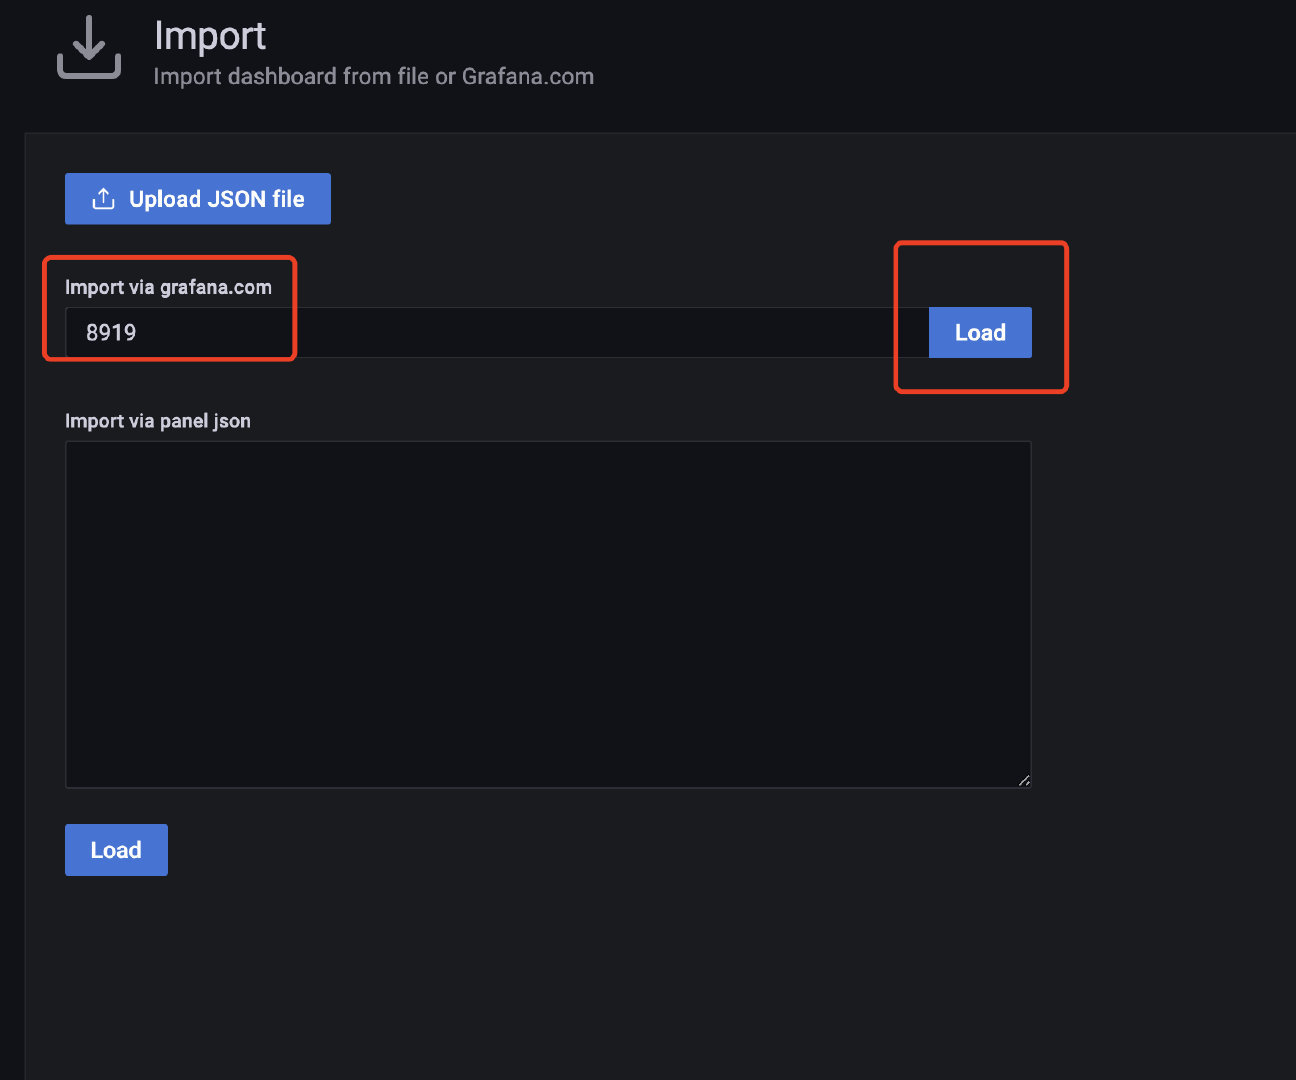 Import
Import dashboard from file or Grafana.com
Upload JSON file
Import via grafana.com
8919
Load
Import via panel json
Load